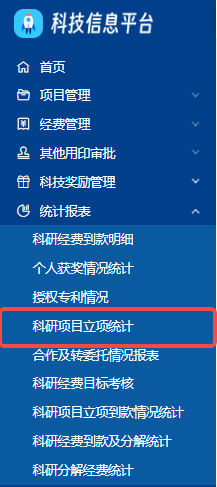 科技信息平台
首页
项目管理
经费管理
其他用印审批
科技奖励管理
统计报表
科研经费到款明细
个人获奖情况统计
授权专利情况
科研项目立项统计
合作及转委托情况报表
科研经费目标考核
科研项目立项到款情况统计
科研经费到款及分解统计
科研分解经费统计